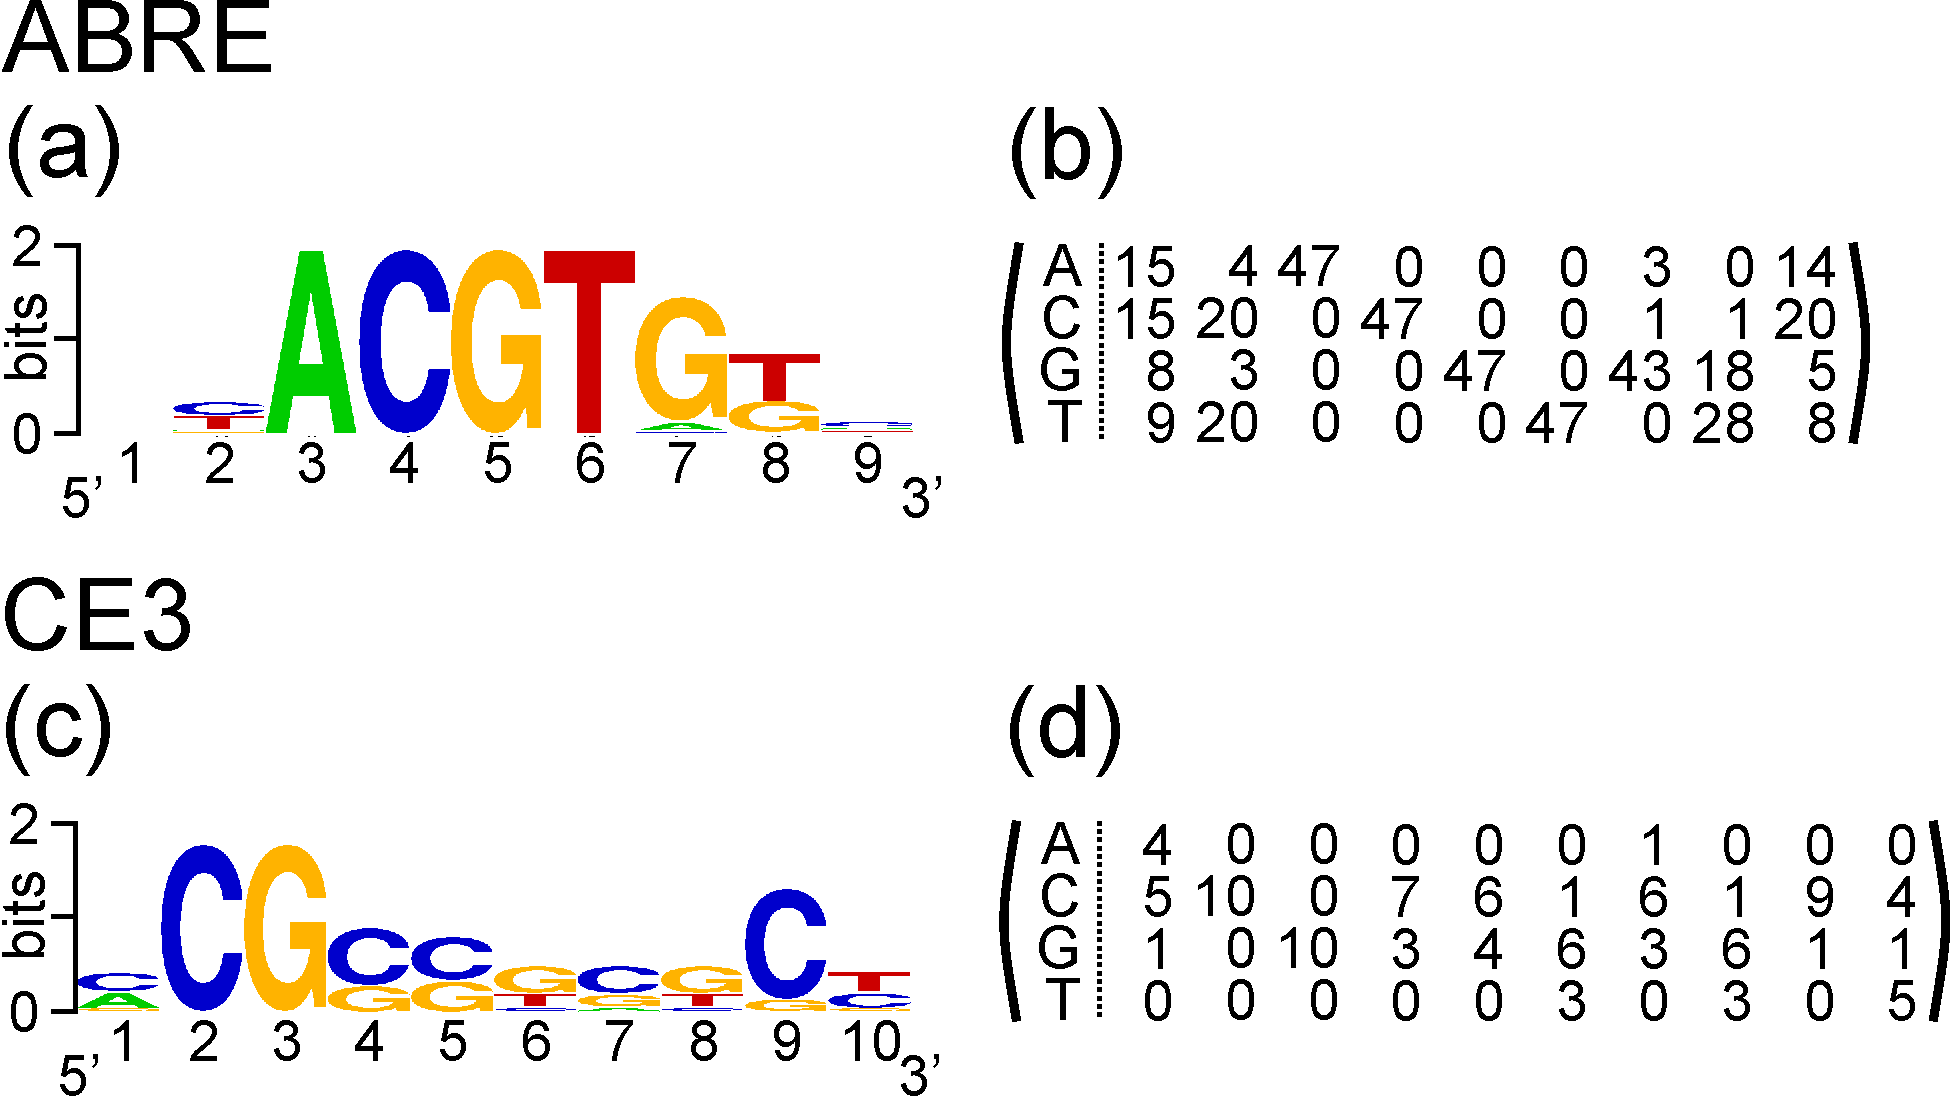 ABRE
(a)
(b)
2
bits
0
ACGTGT
CTGGAC
1 2 3 4 5 6 7 8 9
5’ 3’
A 15 4 47 0 0 0 3 0 14
C 15 20 0 47 0 0 1 1 20
G 8 3 0 0 47 0 43 18 5
T 9 20 0 0 0 47 0 28 8
CE3
(c)
(d)
2
bits
0
C C G C C G C G C T
A G G T G T G C
1 2 3 4 5 6 7 8 9 10
5’ 3’
A 4 0 0 0 0 0 1 0 0 0
C 5 10 0 7 6 1 6 1 9 4
G 1 0 10 3 4 6 3 6 1 1
T 0 0 0 0 0 3 0 3 0 5